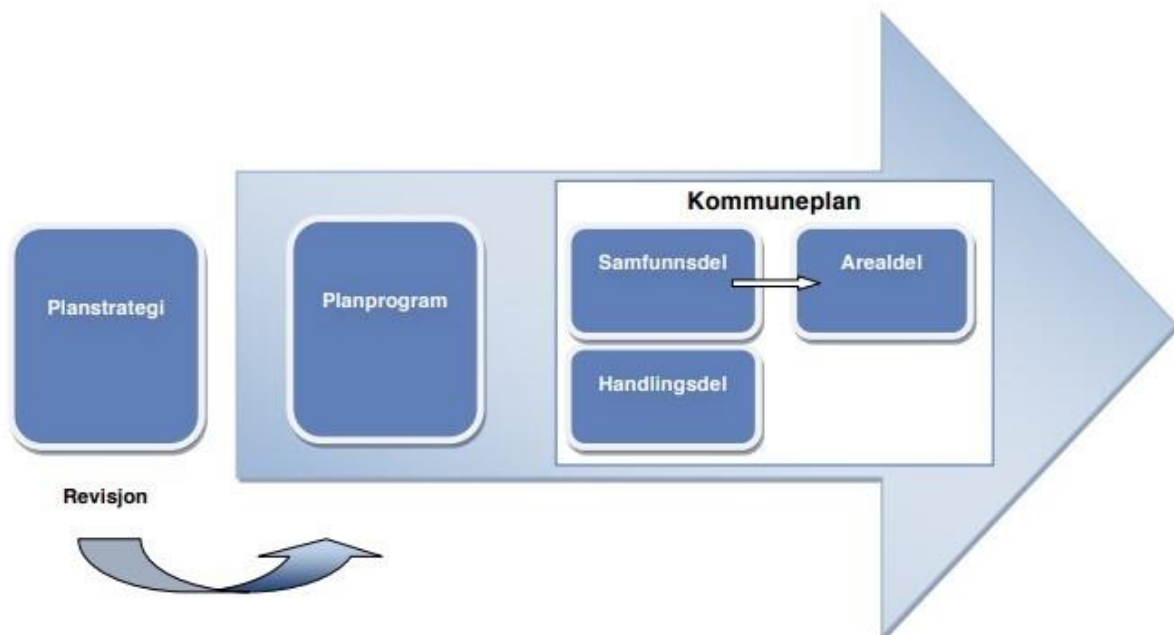 Kommuneplan
Planstrategi
Planprogram
Samfunnsdel
Arealdel
Handlingsdel
Revisjon